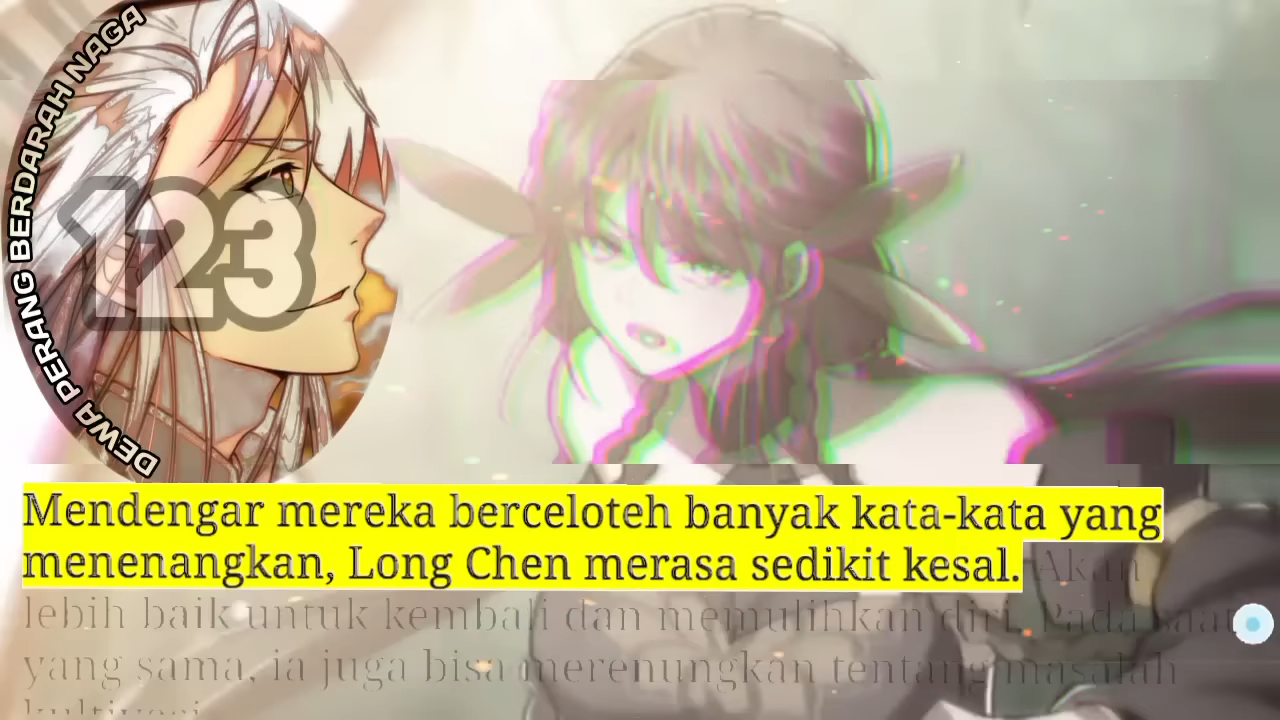 DEWA PERANG BERDARAH NAGA
123
Mendengar mereka berceloteh banyak kata-kata yang
menenangkan, Long Chen merasa sedikit kesal. Akan
lebih baik untuk kembali dan memulihkan diri. Pada saat
yang sama, ia juga bisa merenungkan tentang masalah
kultivasi.